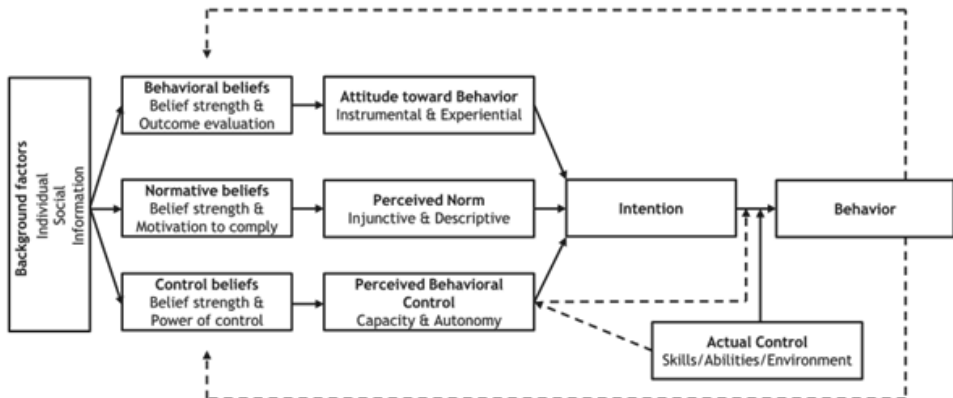 Background factors
Individual
Social
Information
Behavioral beliefs
Belief strength &
Outcome evaluation
Attitude toward Behavior
Instrumental & Experiential
Normative beliefs
Belief strength &
Motivation to comply
Perceived Norm
Injunctive & Descriptive
Intention
Behavior
Control beliefs
Belief strength &
Power of control
Perceived Behavioral
Control
Capacity & Autonomy
Actual Control
Skills/Abilities/Environment